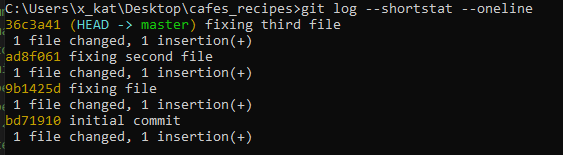 C:\Users\x_kat\Desktop\cafes_recipes>git log --shortstat --oneline
36c3a41 (HEAD -> master) fixing third file
 1 file changed, 1 insertion(+)
ad8f061 fixing second file
 1 file changed, 1 insertion(+)
9b1425d fixing file
 1 file changed, 1 insertion(+)
bd71910 initial commit
 1 file changed, 1 insertion(+)